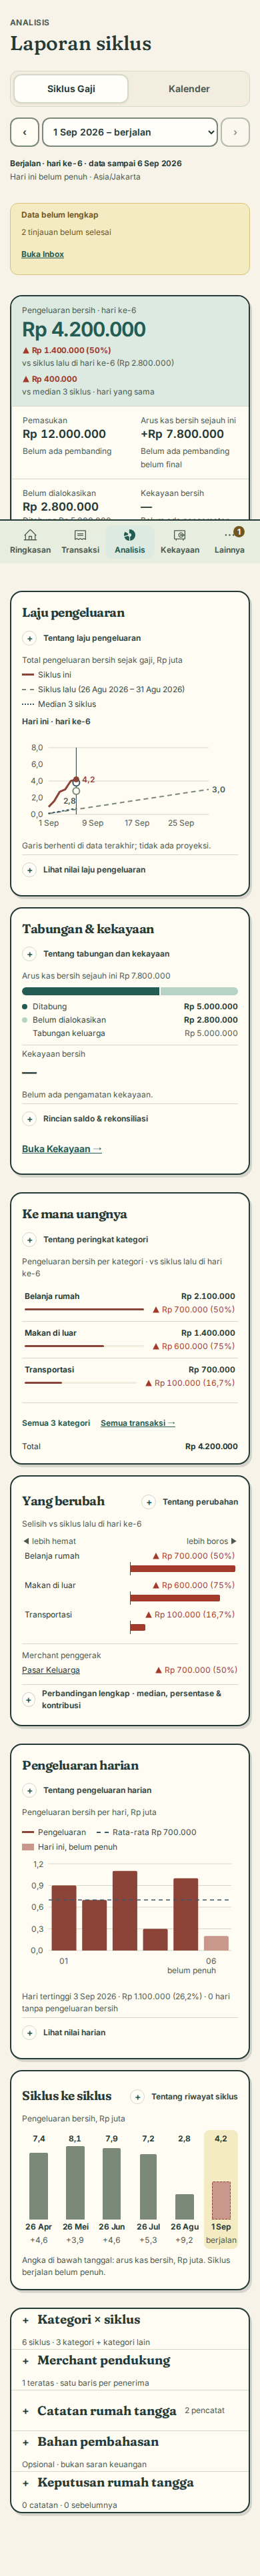 ANALISIS
Laporan siklus
Siklus Gaji
Kalender
1 Sep 2026 – berjalan
Berjalan · hari ke-6 · data sampai 6 Sep 2026
Hari ini belum penuh · Asia/Jakarta
Data belum lengkap
2 tinjauan belum selesai
Buka Inbox
Pengeluaran bersih · hari ke-6
Rp 4.200.000
▲ Rp 1.400.000 (50%)
vs siklus lalu di hari ke-6 (Rp 2.800.000)
▲ Rp 400.000
vs median 3 siklus · hari yang sama
Pemasukan
Rp 12.000.000
Belum ada pembanding
Arus kas bersih sejauh ini
+Rp 7.800.000
Belum ada pembanding
belum final
Belum dialokasikan
Rp 2.800.000
Kekayaan bersih
—
Ringkasan
Transaksi
Analisis
Kekayaan
1
Lainnya
Laju pengeluaran
+ Tentang laju pengeluaran
Total pengeluaran bersih sejak gaji, Rp juta
Siklus ini
Siklus lalu (26 Agu 2026 – 31 Agu 2026)
Median 3 siklus
Hari ini · hari ke-6
8,0
6,0
4,0
2,0
0,0
4,2
2,8
3,0
1 Sep
9 Sep
17 Sep
25 Sep
Garis berhenti di data terakhir; tidak ada proyeksi.
+ Lihat nilai laju pengeluaran
Tabungan & kekayaan
+ Tentang tabungan dan kekayaan
Arus kas bersih sejauh ini Rp 7.800.000
Ditabung Rp 5.000.000
Belum dialokasikan Rp 2.800.000
Tabungan keluarga Rp 5.000.000
Kekayaan bersih
—
Belum ada pengamatan kekayaan.
+ Rincian saldo & rekonsiliasi
Buka Kekayaan →
Ke mana uangnya
+ Tentang peringkat kategori
Pengeluaran bersih per kategori · vs siklus lalu di hari
ke-6
Belanja rumah Rp 2.100.000
▲ Rp 700.000 (50%)
Makan di luar Rp 1.400.000
▲ Rp 600.000 (75%)
Transportasi Rp 700.000
▲ Rp 100.000 (16,7%)
Semua 3 kategori Semua transaksi →
Total Rp 4.200.000
Yang berubah
+ Tentang perubahan
Selisih vs siklus lalu di hari ke-6
◀ lebih hemat lebih boros ▶
Belanja rumah ▲ Rp 700.000 (50%)
Makan di luar ▲ Rp 600.000 (75%)
Transportasi ▲ Rp 100.000 (16,7%)
Merchant penggerak
Pasar Keluarga ▲ Rp 700.000 (50%)
+ Perbandingan lengkap · median, persentase &
kontribusi
Pengeluaran harian
+ Tentang pengeluaran harian
Pengeluaran bersih per hari, Rp juta
Pengeluaran
Rata-rata Rp 700.000
Hari ini, belum penuh
1,2
0,9
0,6
0,3
0,0
01
06
belum penuh
Hari tertinggi 3 Sep 2026 · Rp 1.100.000 (26,2%) · 0 hari
tanpa pengeluaran bersih
+ Lihat nilai harian
Siklus ke siklus
+ Tentang riwayat siklus
Pengeluaran bersih, Rp juta
7,4 8,1 7,9 7,2 2,8 4,2
26 Apr 26 Mei 26 Jun 26 Jul 26 Agu 1 Sep
+4,6 +3,9 +4,6 +5,3 +9,2 berjalan
Angka di bawah tanggal: arus kas bersih, Rp juta. Siklus
berjalan belum penuh.
+ Kategori × siklus
6 siklus · 3 kategori + kategori lain
+ Merchant pendukung
1 teratas · satu baris per penerima
+ Catatan rumah tangga 2 pencatat
+ Bahan pembahasan
Opsional · bukan saran keuangan
+ Keputusan rumah tangga
0 catatan · 0 sebelumnya